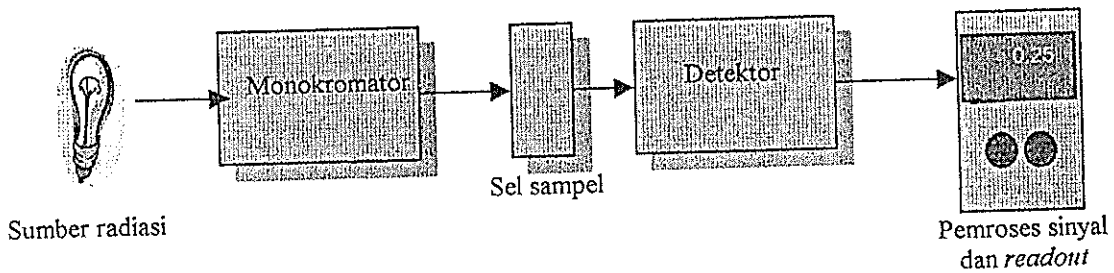 Monokromator
Detektor
0.25
Sel sampel
Sumber radiasi
Pemroses sinyal
dan readout